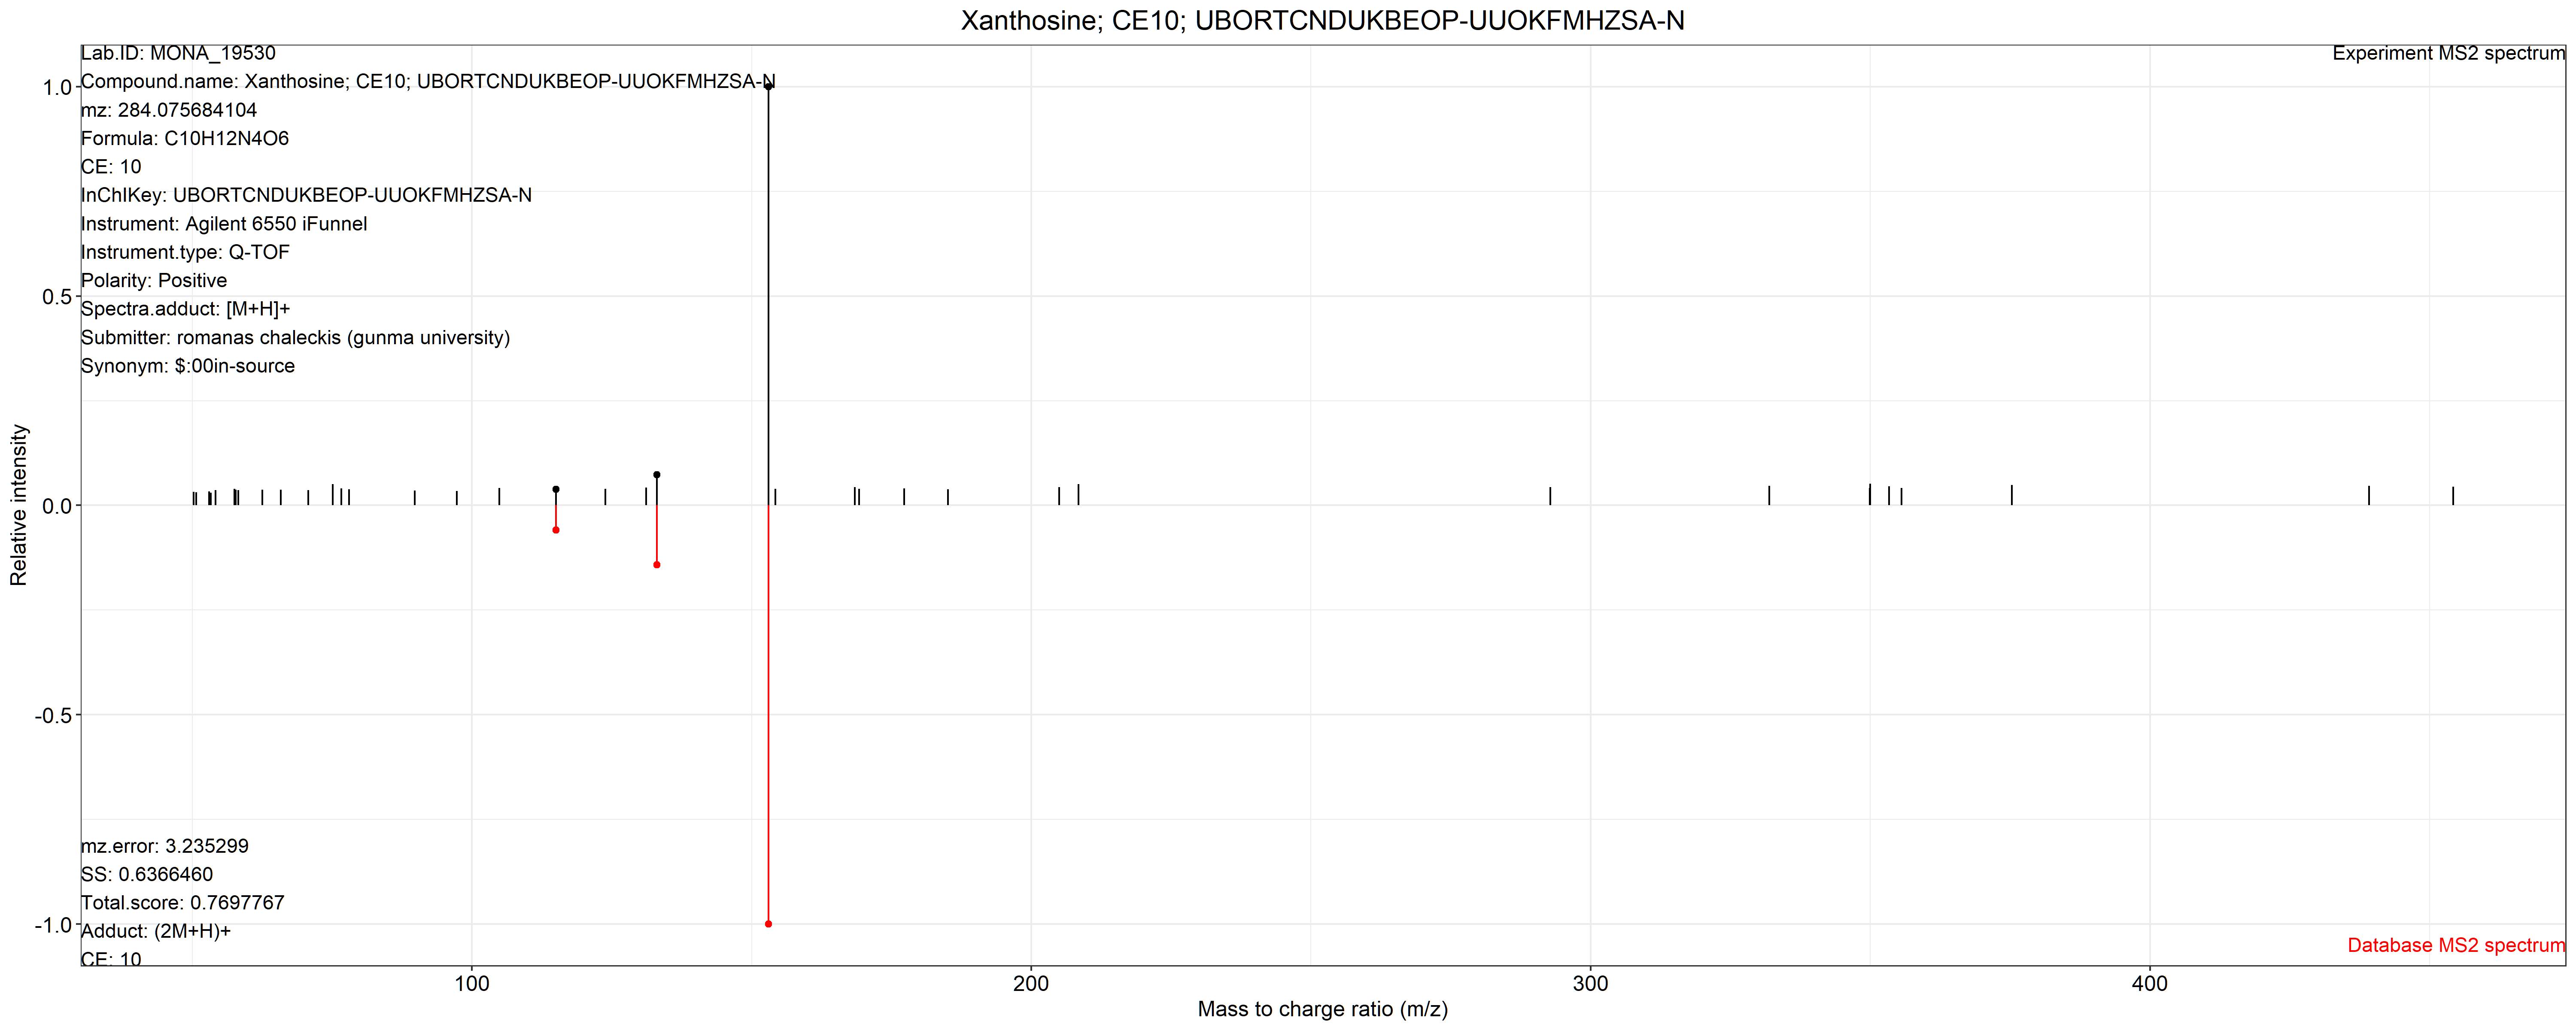 Xanthosine; CE10; UBORTCNDUKBEOP-UUOKFMHZSA-N
Lab.ID: MONA_19530
Experiment MS2 spectrum
Compound.name: Xanthosine; CE10; UBORTCNDUKBEOP-UUOKFMHZSA-N
mz: 284.075684104
Formula: C10H12N4O6
CE: 10
InChIKey: UBORTCNDUKBEOP-UUOKFMHZSA-N
Instrument: Agilent 6550 iFunnel
Instrument.type: Q-TOF
Polarity: Positive
Spectra.adduct: [M+H]+
Submitter: romanas chaleckis (gunma university)
Synonym: $:00in-source
1.0
0.5
0.0
-0.5
-1.0
Relative intensity
mz.error: 3.235299
SS: 0.6366460
Total.score: 0.7697767
Adduct: (2M+H)+
CE: 10
Database MS2 spectrum
100
200
300
400
Mass to charge ratio (m/z)